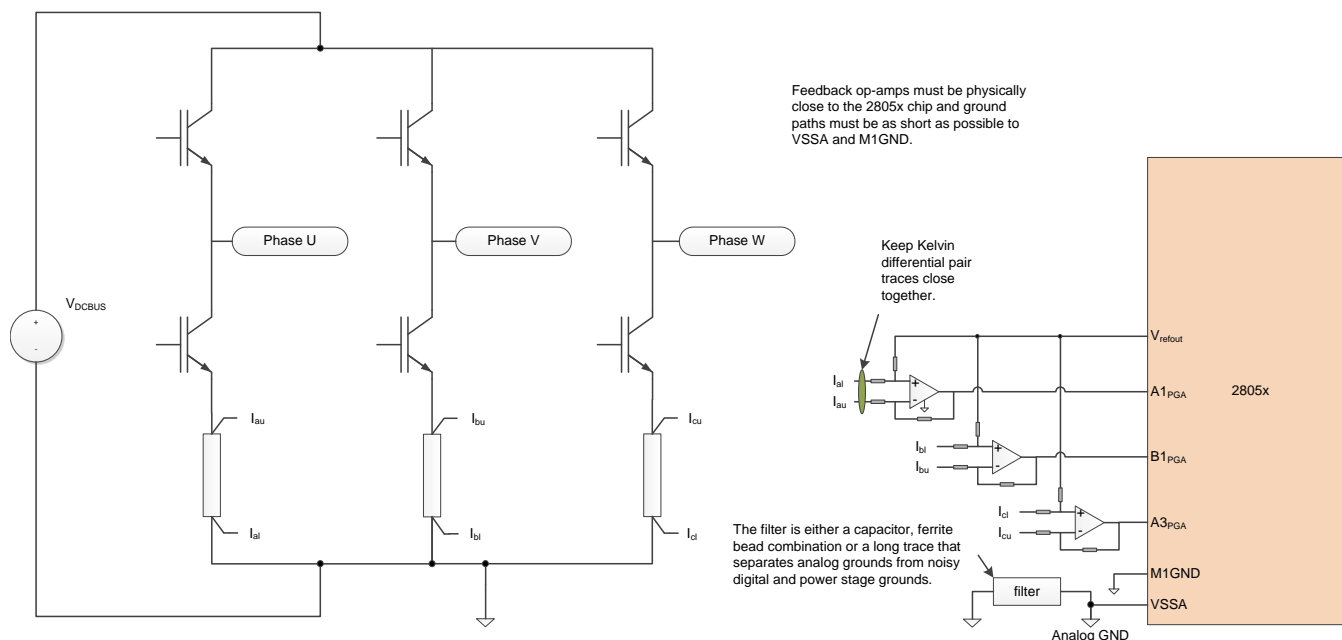 Feedback op-amps must be physically
close to the 2805x chip and ground
paths must be as short as possible to
VSSA and M1GND.
Phase U
Phase V
Phase W
Keep Kelvin
differential pair
traces close
together.
VDCBUS
+
-
Vrefout
Ial
+
Iau
-
A1PGA
2805x
Iau
Ibu
Icu
Ibl
+
Ibu
-
B1PGA
Icl
+
Icu
-
A3PGA
Ial
Ibl
Icl
The filter is either a capacitor, ferrite
bead combination or a long trace that
separates analog grounds from noisy
digital and power stage grounds.
M1GND
filter
VSSA
Analog GND